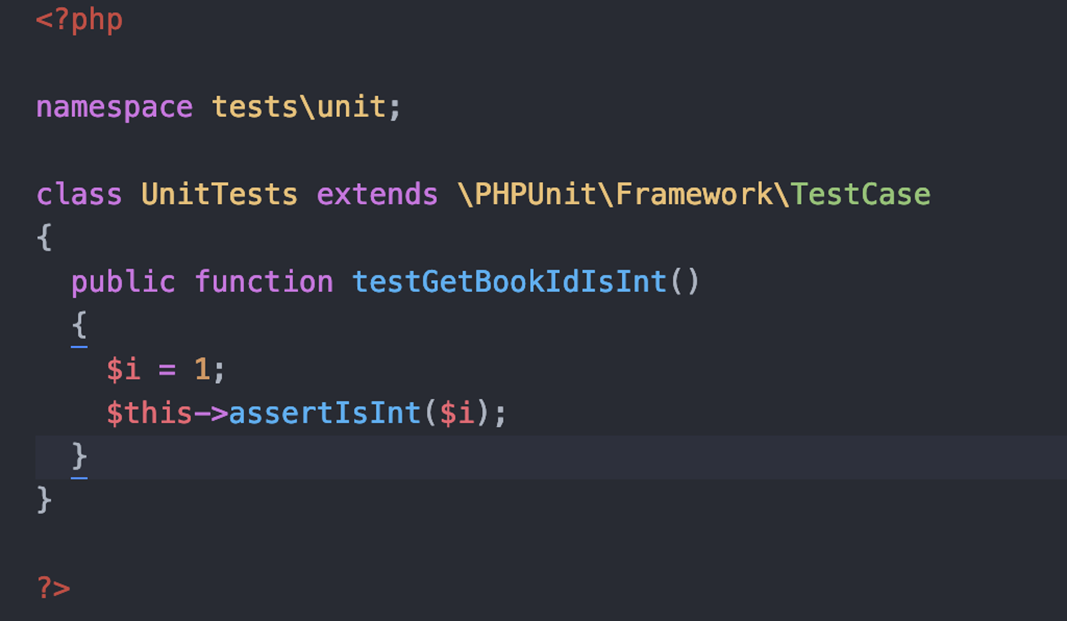 <?php
namespace tests\unit;
class UnitTests extends \PHPUnit\Framework\TestCase
{
public function testGetBookIdIsInt()
{
$i = 1;
$this->assertIsInt($i);
}
}
?>